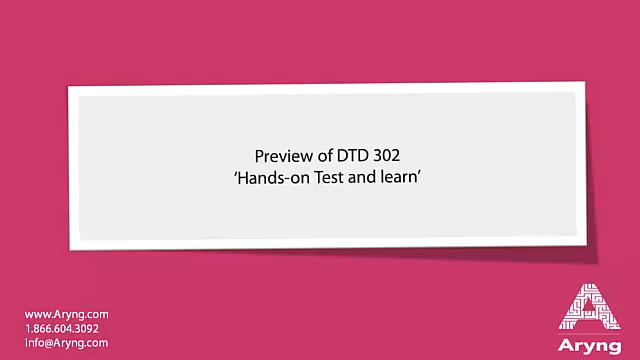 Preview of DTD 302
‘Hands-on Test and learn’
www.Aryng.com
1.866.604.3092
Info@Aryng.com
Aryng